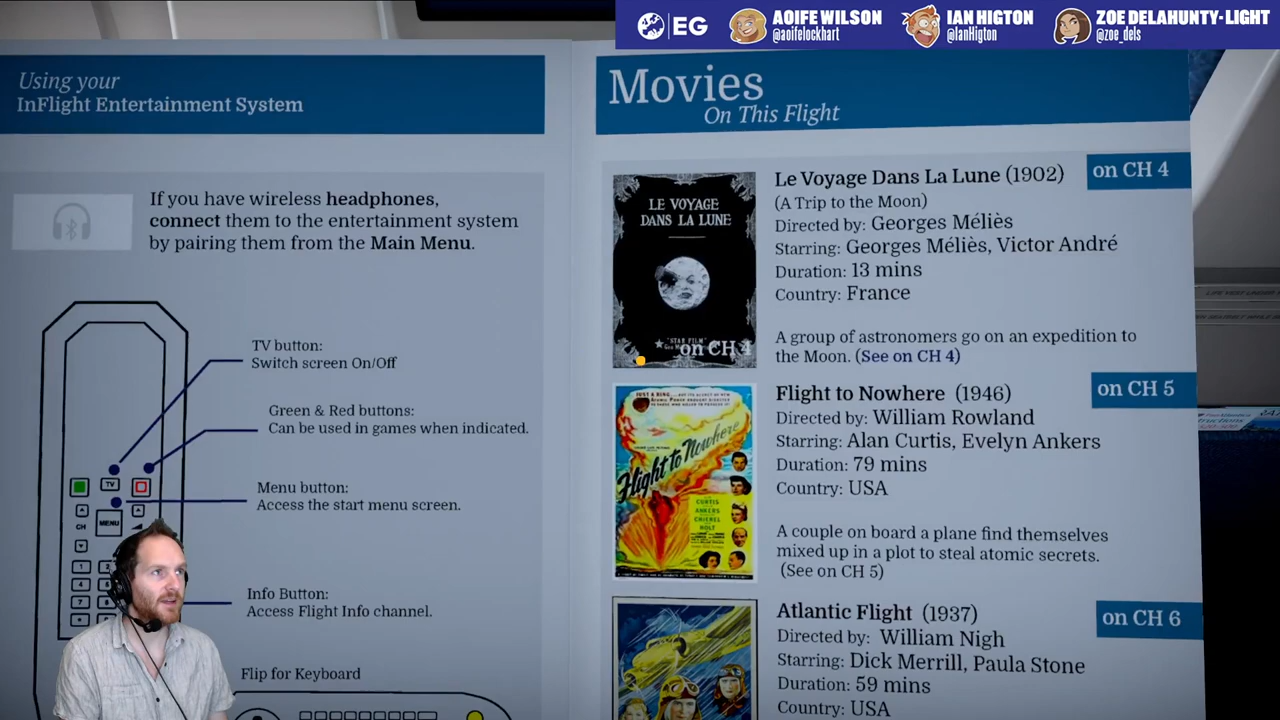 EG
AOIFE WILSON
@aoifelockhart
IAN HIGTON
@IanHigton
ZOE DELAHUNTY-LIGHT
@zoe_dels
Using your
InFlight Entertainment System
If you have wireless headphones,
connect them to the entertainment system
by pairing them from the Main Menu.
TV button:
Switch screen On/Off
Green & Red buttons:
Can be used in games when indicated.
Menu button:
Access the start menu screen.
Info Button:
Access Flight Info channel.
Flip for Keyboard
TV
CH
MENU
Movies
On This Flight
LE VOYAGE
DANS LA LUNE
on CH 4
Le Voyage Dans La Lune (1902)
on CH 4
(A Trip to the Moon)
Directed by: Georges Méliès
Starring: Georges Méliès, Victor André
Duration: 13 mins
Country: France
A group of astronomers go on an expedition to
the Moon. (See on CH 4)
Flight to Nowhere
CURTIS
ANKERS
HOLT
Flight to Nowhere (1946)
on CH 5
Directed by: William Rowland
Starring: Alan Curtis, Evelyn Ankers
Duration: 79 mins
Country: USA
A couple on board a plane find themselves
mixed up in a plot to steal atomic secrets.
(See on CH 5)
Atlantic Flight (1937)
on CH 6
Directed by: William Nigh
Starring: Dick Merrill, Paula Stone
Duration: 59 mins
Country: USA